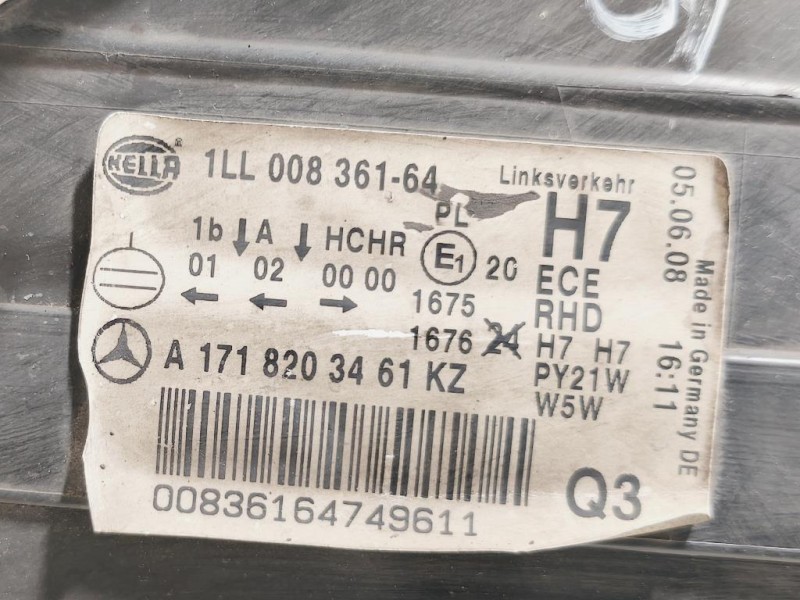 HELLA ® 1LL 008 361-64 Linksverkehr
1b A HCHR PL H7
01 02 00 00 E1 20 ECE
1675 RHD
1676 24 H7 H7
A 171 820 34 61 KZ PY21W
W5W
00836164749611 Q3
05.06.08 16:11
Made in Germany DE